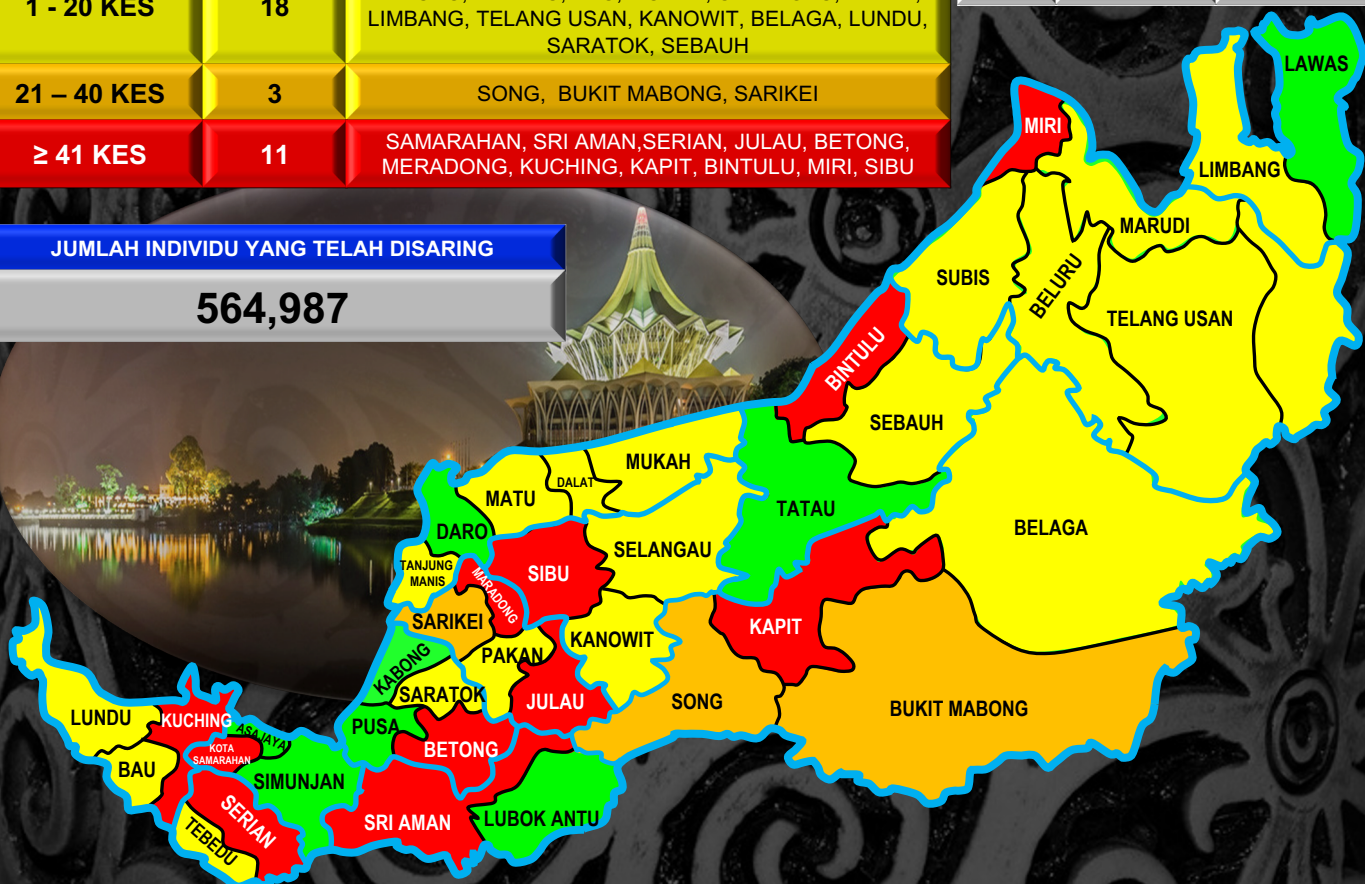 1 - 20 KES
18
LIMBANG, TELANG USAN, KANOWIT, BELAGA, LUNDU,
SARATOK, SEBAUH
21 – 40 KES
3
SONG, BUKIT MABONG, SARIKEI
≥ 41 KES
11
SAMARAHAN, SRI AMAN,SERIAN, JULAU, BETONG,
MERADONG, KUCHING, KAPIT, BINTULU, MIRI, SIBU
JUMLAH INDIVIDU YANG TELAH DISARING
564,987
LAWAS
MIRI
LIMBANG
MARUDI
SUBIS
BELURU
TELANG USAN
BINTULU
SEBAUH
MUKAH
DALAT
MATU
TATAU
DARO
BELAGA
SELANGAU
TANJUNG
MANIS
SIBU
MARADONG
SARIKEI
KAPIT
KANOWIT
PAKAN
KABONG
SARATOK
JULAU
SONG
BUKIT MABONG
LUNDU
KUCHING
PUSA
ASAJAYA
BETONG
KOTA
SAMARAHAN
BAU
SIMUNJAN
SERIAN
SRI AMAN
LUBOK ANTU
TEBEDU